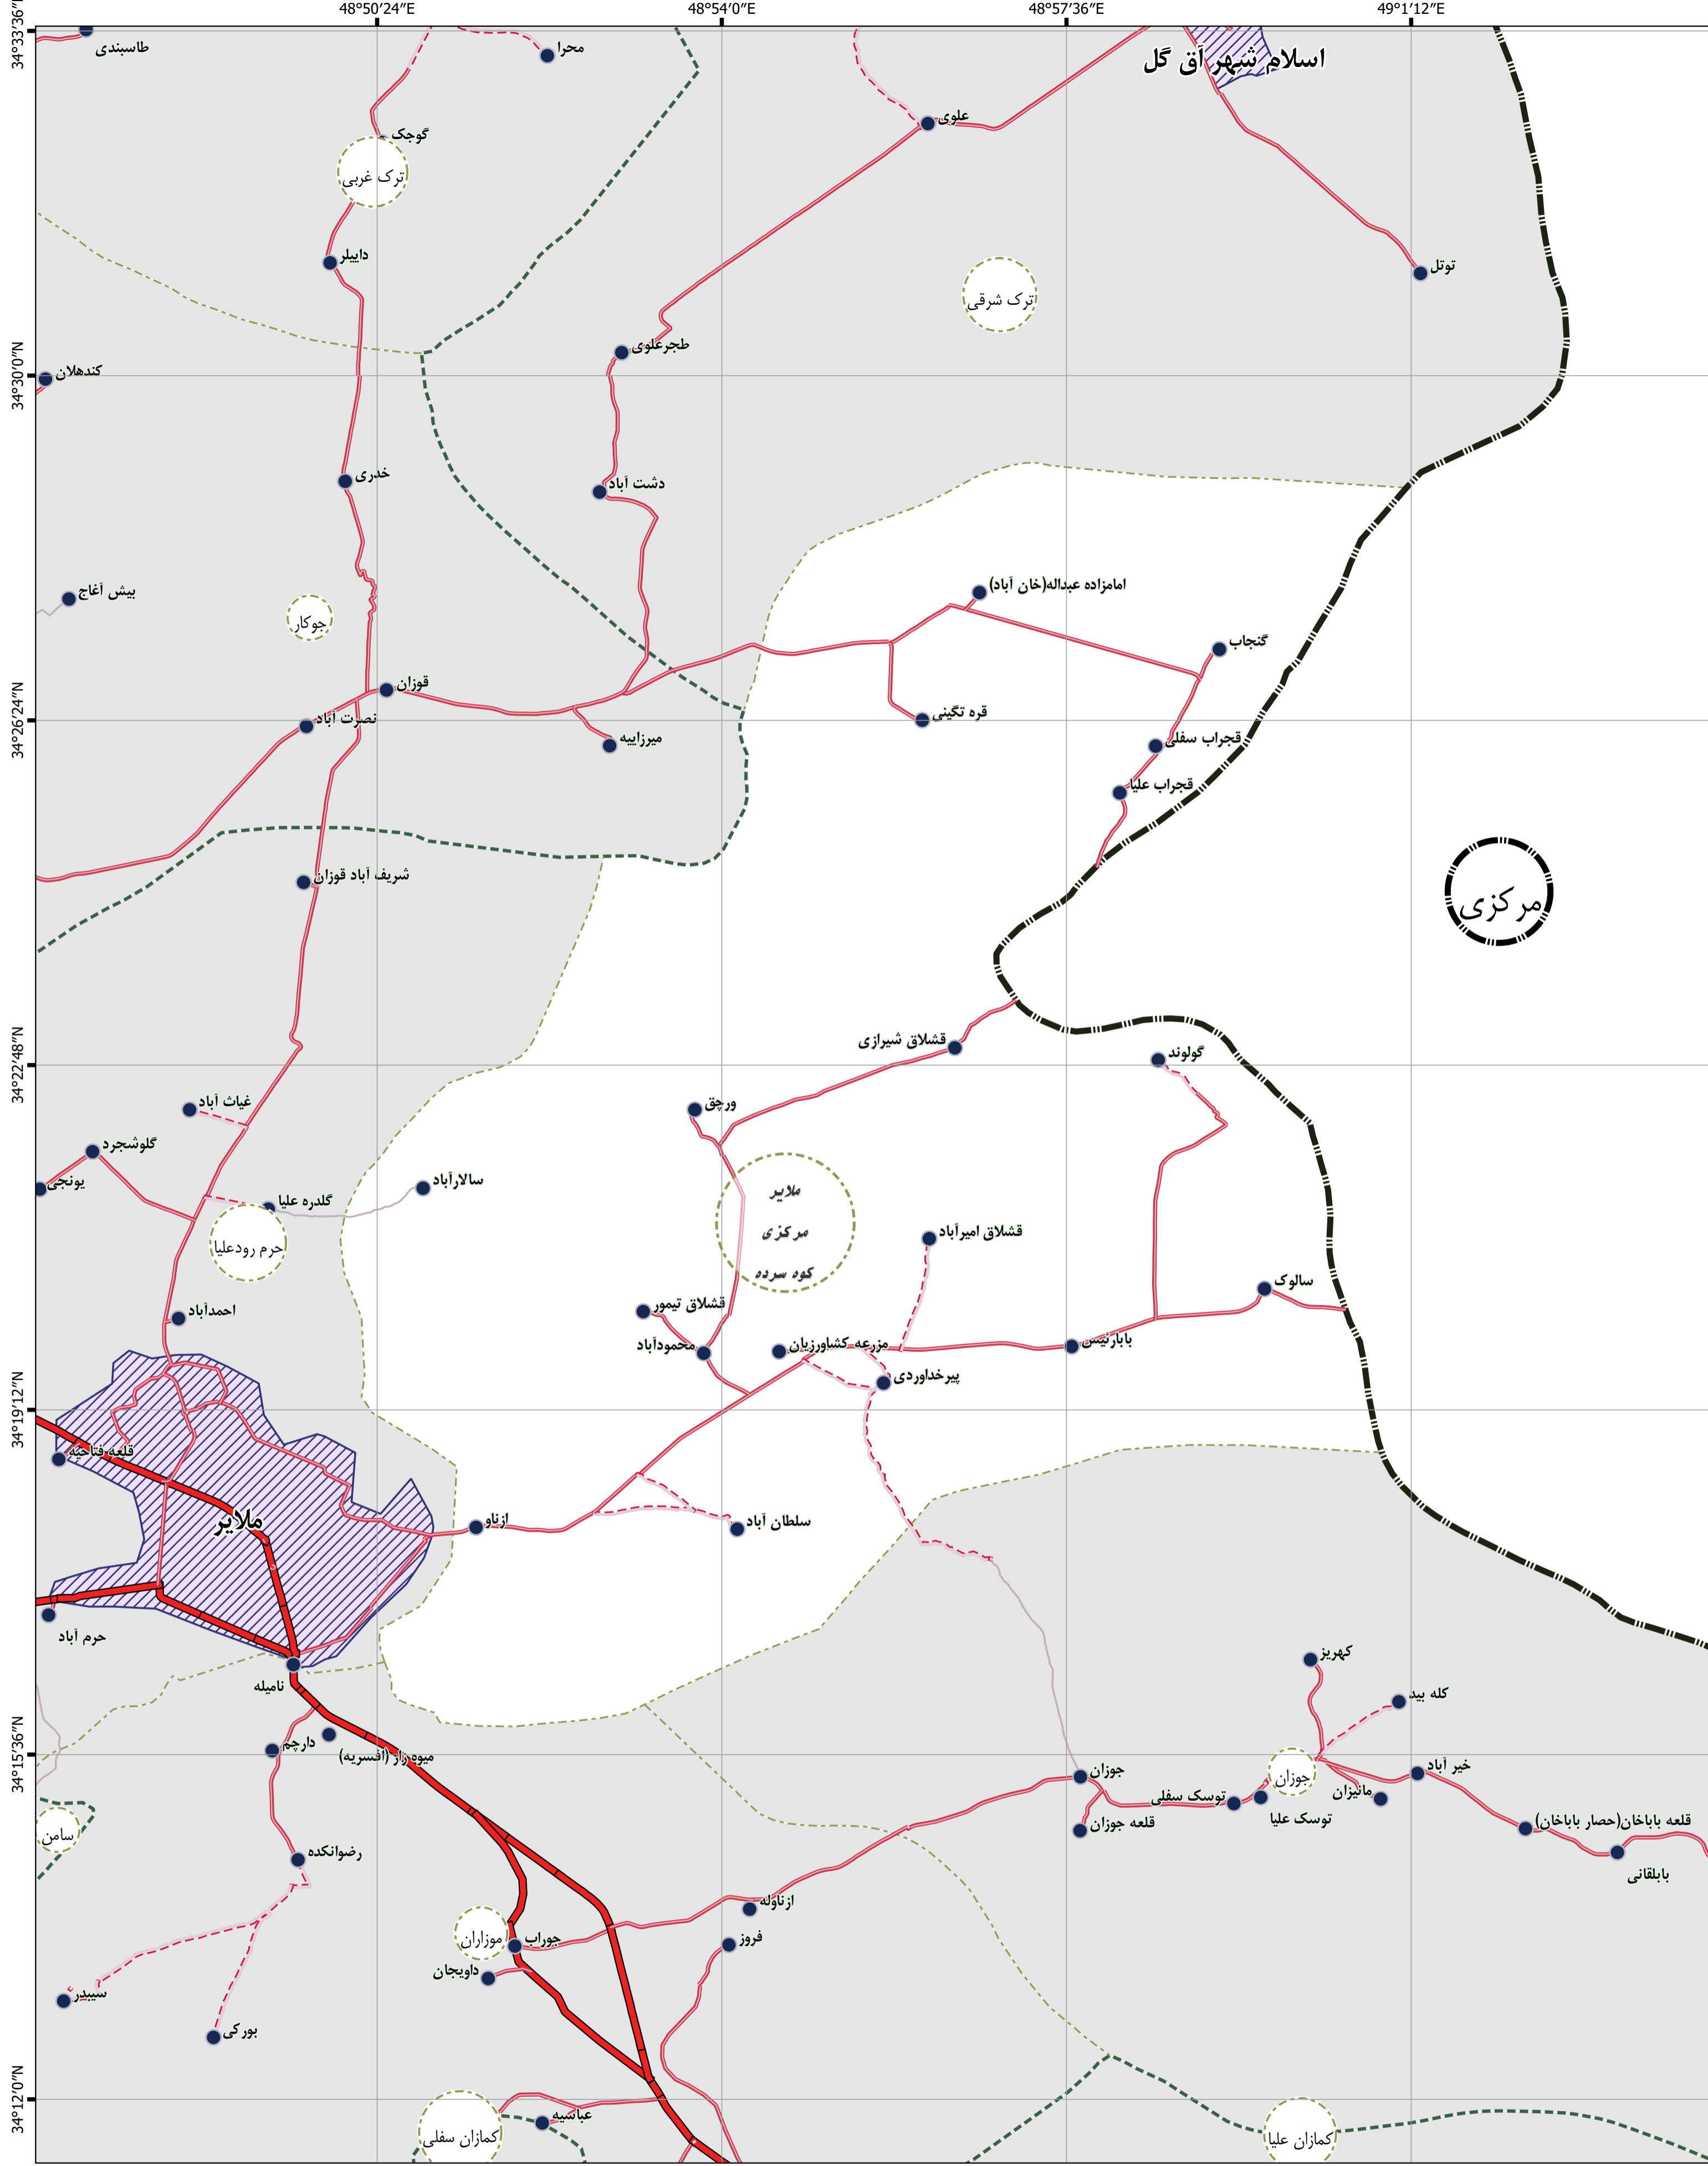 48°50'24"E
48°54'0"E
48°57'36"E
49°1'12"E
34°33'36"N
34°30'0"N
34°26'24"N
34°22'48"N
34°19'12"N
34°15'36"N
34°12'0"N
طاسبندی
محرا
اسلام شهر آق گل
علوی
گوجک
ترک غربی
داییلر
توتل
ترک شرقی
طجرعلوی
کندهلان
خدری
دشت آباد
بیش آغاج
امامزاده عبداله(خان آباد)
جوکار
گنجاب
قوزان
قره تگینی
نصرت آباد
میرزاییه
قجراب سفلی
قجراب علیا
شریف آباد قوزان
مرکزی
قشلاق شیرازی
گولوند
غیاث آباد
ورچق
گلوشجرد
یونجی
سالارآباد
گلدره علیا
ملایر
مرکزی
کوه سرده
حرم رودعلیا
قشلاق امیرآباد
سالوک
احمدآباد
قشلاق تیمور
محمودآباد
مزرعه کشاورزیان
بابارئیس
پیرخداوردی
قلعه فتاحیه
ملایر
ازناو
سلطان آباد
حرم آباد
نامیله
کهریز
کله بید
دارچم
میوه زار (افسریه)
جوزان
جوزان
خیر آباد
مانیزان
توسک سفلی
توسک علیا
قلعه جوزان
قلعه باباخان(حصار باباخان)
بابلقانی
سامن
رضوانکده
ازناوله
موزاران
جوراب
فروز
داویجان
سیبدر
بورکی
عباسیه
کمازان سفلی
کمازان علیا